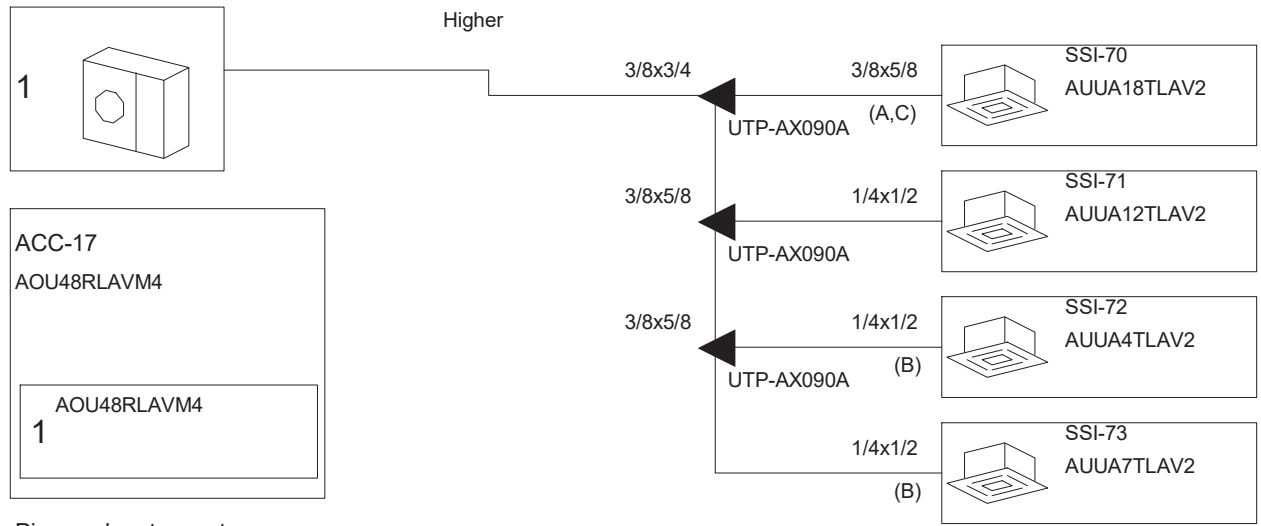 Higher
1
3/8x3/4
UTP-AX090A
3/8x5/8
(A,C)
SSI-70
AUUA18TLAV2
3/8x5/8
UTP-AX090A
1/4x1/2
SSI-71
AUUA12TLAV2
ACC-17
AOU48RLAVM4
3/8x5/8
UTP-AX090A
1/4x1/2
(B)
SSI-72
AUUA4TLAV2
AOU48RLAVM4
1
1/4x1/2
(B)
SSI-73
AUUA7TLAV2